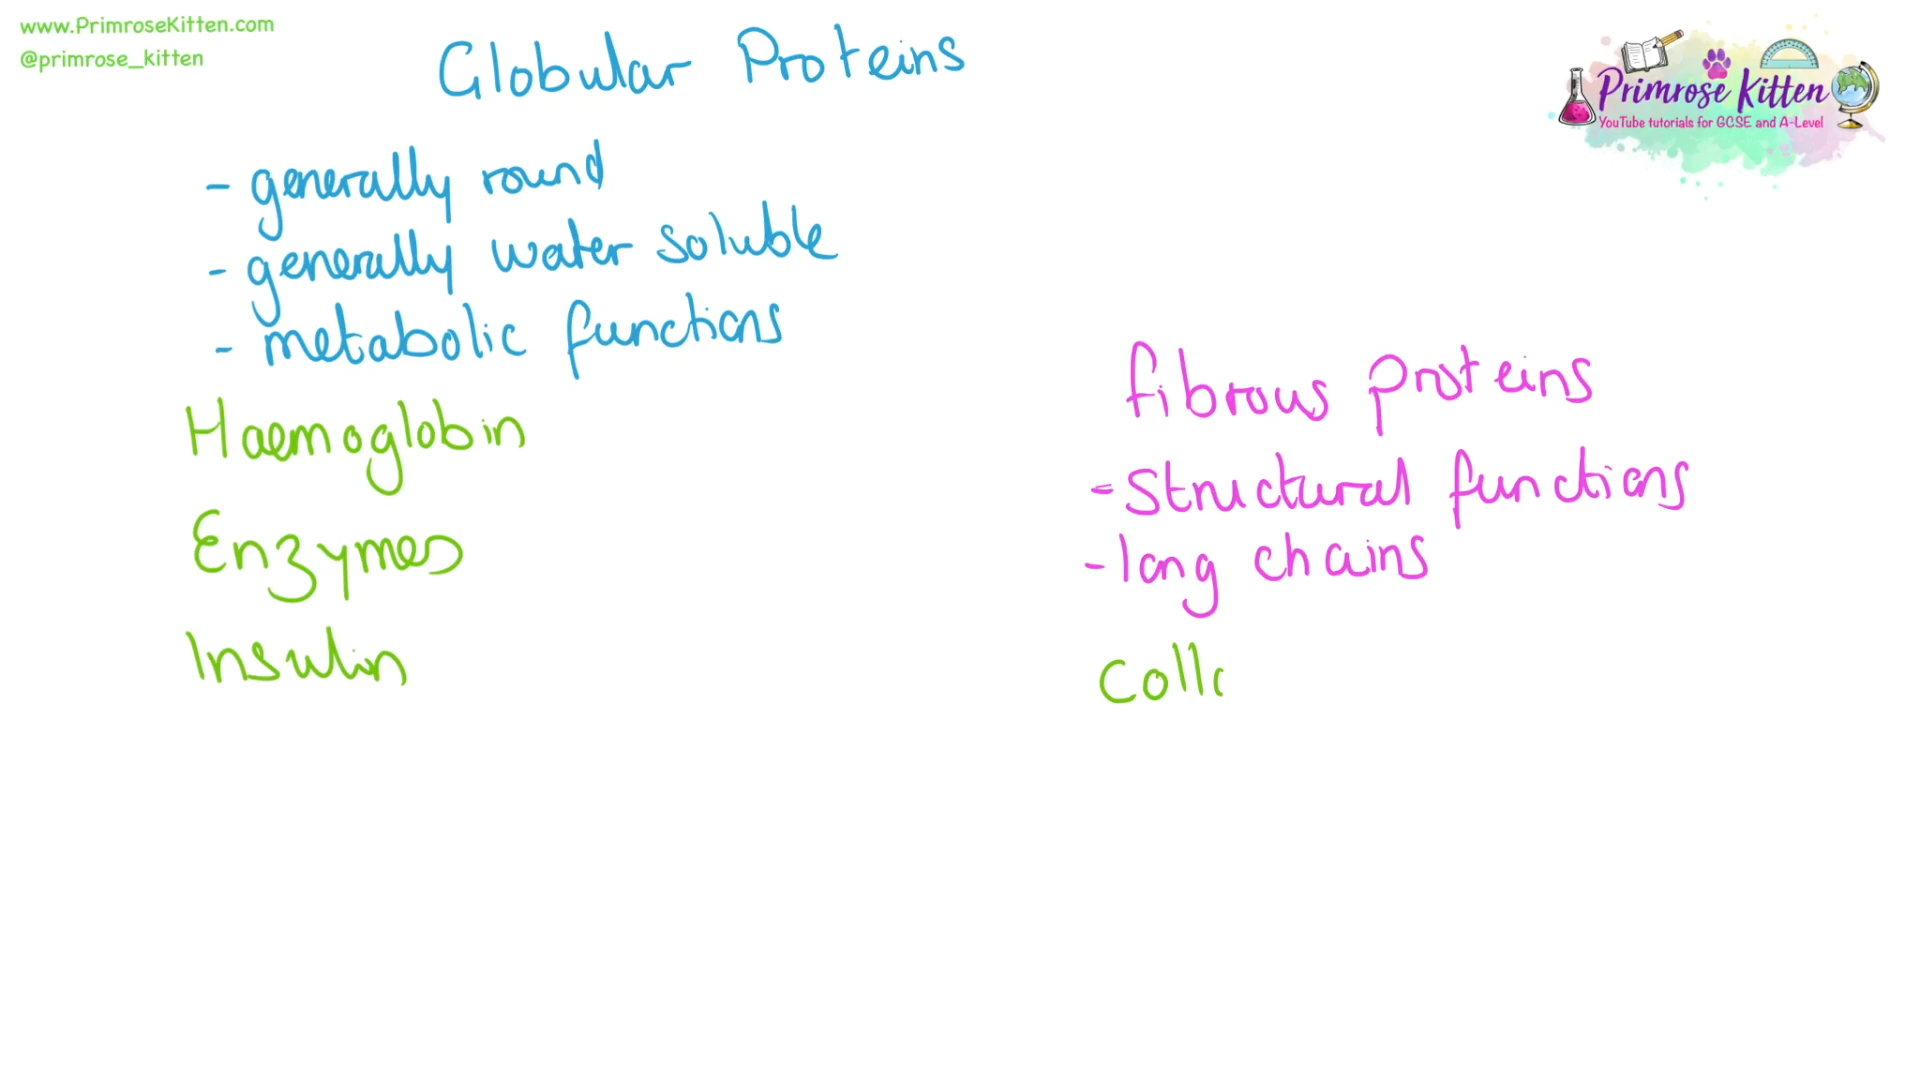 www.PrimroseKitten.com
@primrose_kitten
Globular Proteins
- generally round
- generally water soluble
- metabolic functions
Haemoglobin
Enzymes
Insulin
Primrose Kitten
YouTube tutorials for GCSE and A-Level
fibrous proteins
- Structural functions
- long chains
Coll